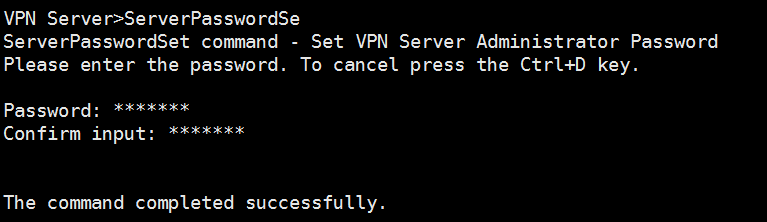 VPN Server>ServerPasswordSe
ServerPasswordSet command - Set VPN Server Administrator Password
Please enter the password. To cancel press the Ctrl+D key.
Password: *******
Confirm input: *******
The command completed successfully.